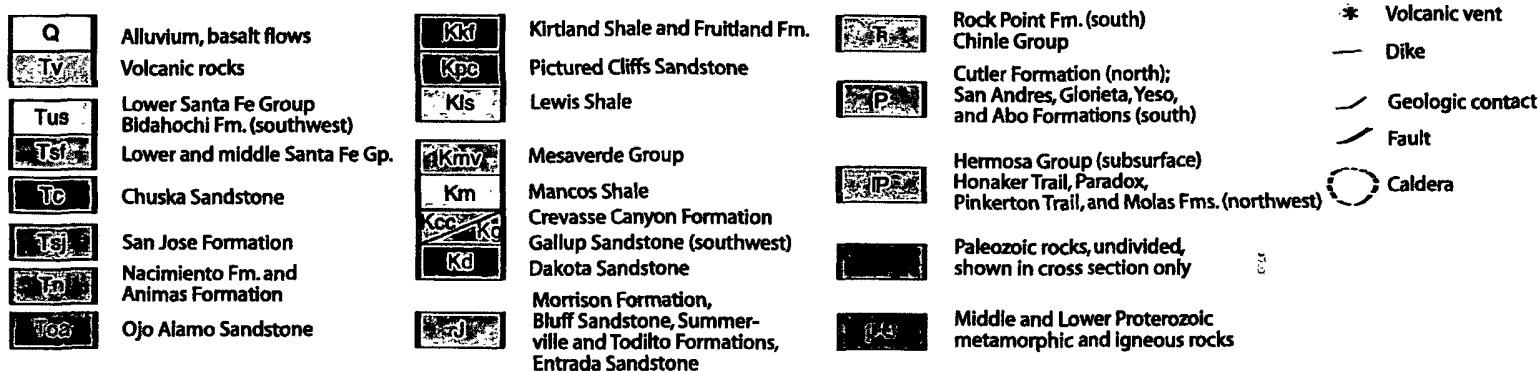 Q Alluvium, basalt flows
Tv Volcanic rocks
Tus Lower Santa Fe Group
Bidahochi Fm. (southwest)
Tsf Lower and middle Santa Fe Gp.
Tc Chuska Sandstone
Tsj San Jose Formation
Tn Nacimiento Fm. and
Animas Formation
Toa Ojo Alamo Sandstone
Kkf Kirtland Shale and Fruitland Fm.
Kpc Pictured Cliffs Sandstone
Kls Lewis Shale
Kmv Mesaverde Group
Km Mancos Shale
Kcc Crevasse Canyon Formation
Gallup Sandstone (southwest)
Kd Dakota Sandstone
Morrison Formation,
J Bluff Sandstone, Summer-
ville and Todilto Formations,
Entrada Sandstone
Rock Point Fm. (south)
Chinle Group
Cutler Formation (north);
P San Andres, Glorieta, Yeso,
and Abo Formations (south)
Hermosa Group (subsurface)
Honaker Trail, Paradox,
Pinkerton Trail, and Molas Fms. (northwest)
Paleozoic rocks, undivided,
shown in cross section only
Middle and Lower Proterozoic
metamorphic and igneous rocks
Volcanic vent
Dike
Geologic contact
Fault
Caldera